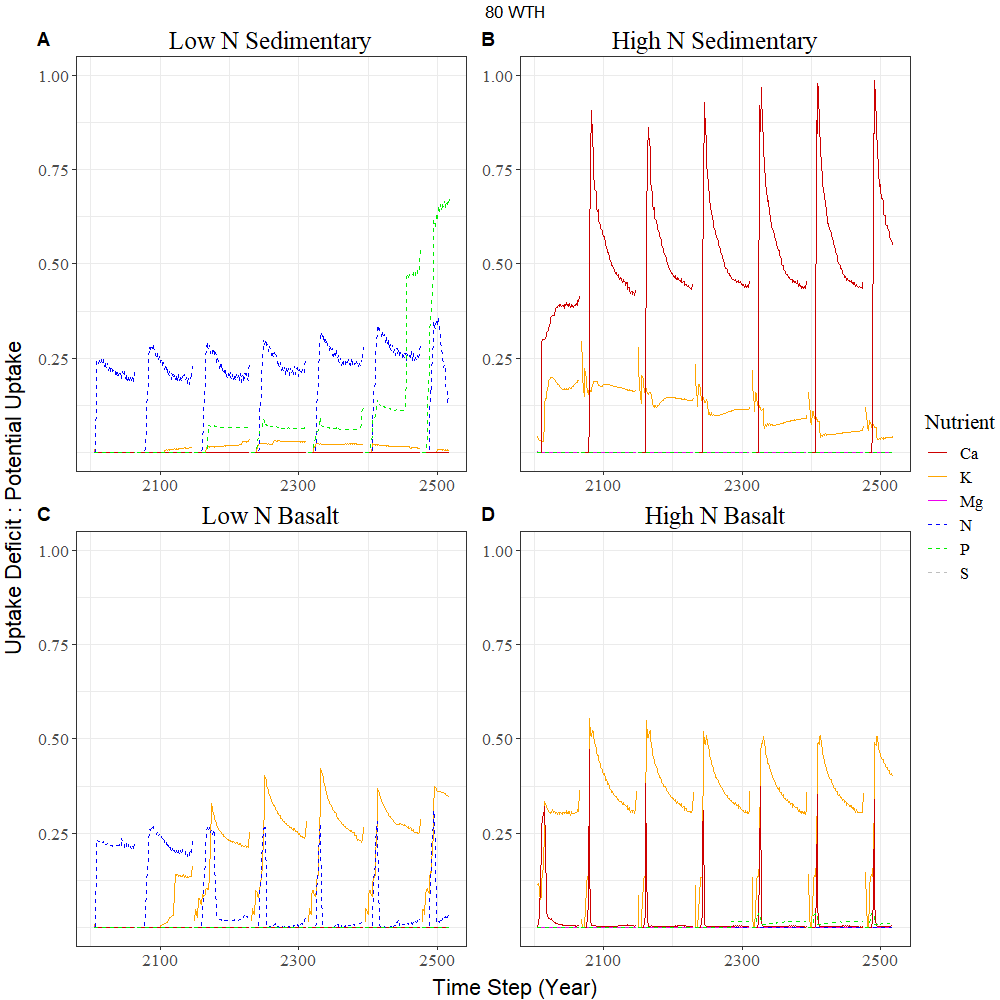 80 WTH
A
Low N Sedimentary
B
High N Sedimentary
1.00
0.75
0.50
0.25
2100
2300
2500
1.00
0.75
0.50
0.25
2100
2300
2500
C
Low N Basalt
D
High N Basalt
1.00
0.75
0.50
0.25
2100
2300
2500
1.00
0.75
0.50
0.25
2100
2300
2500
Uptake Deficit : Potential Uptake
Time Step (Year)
Nutrient
Ca
K
Mg
N
P
S